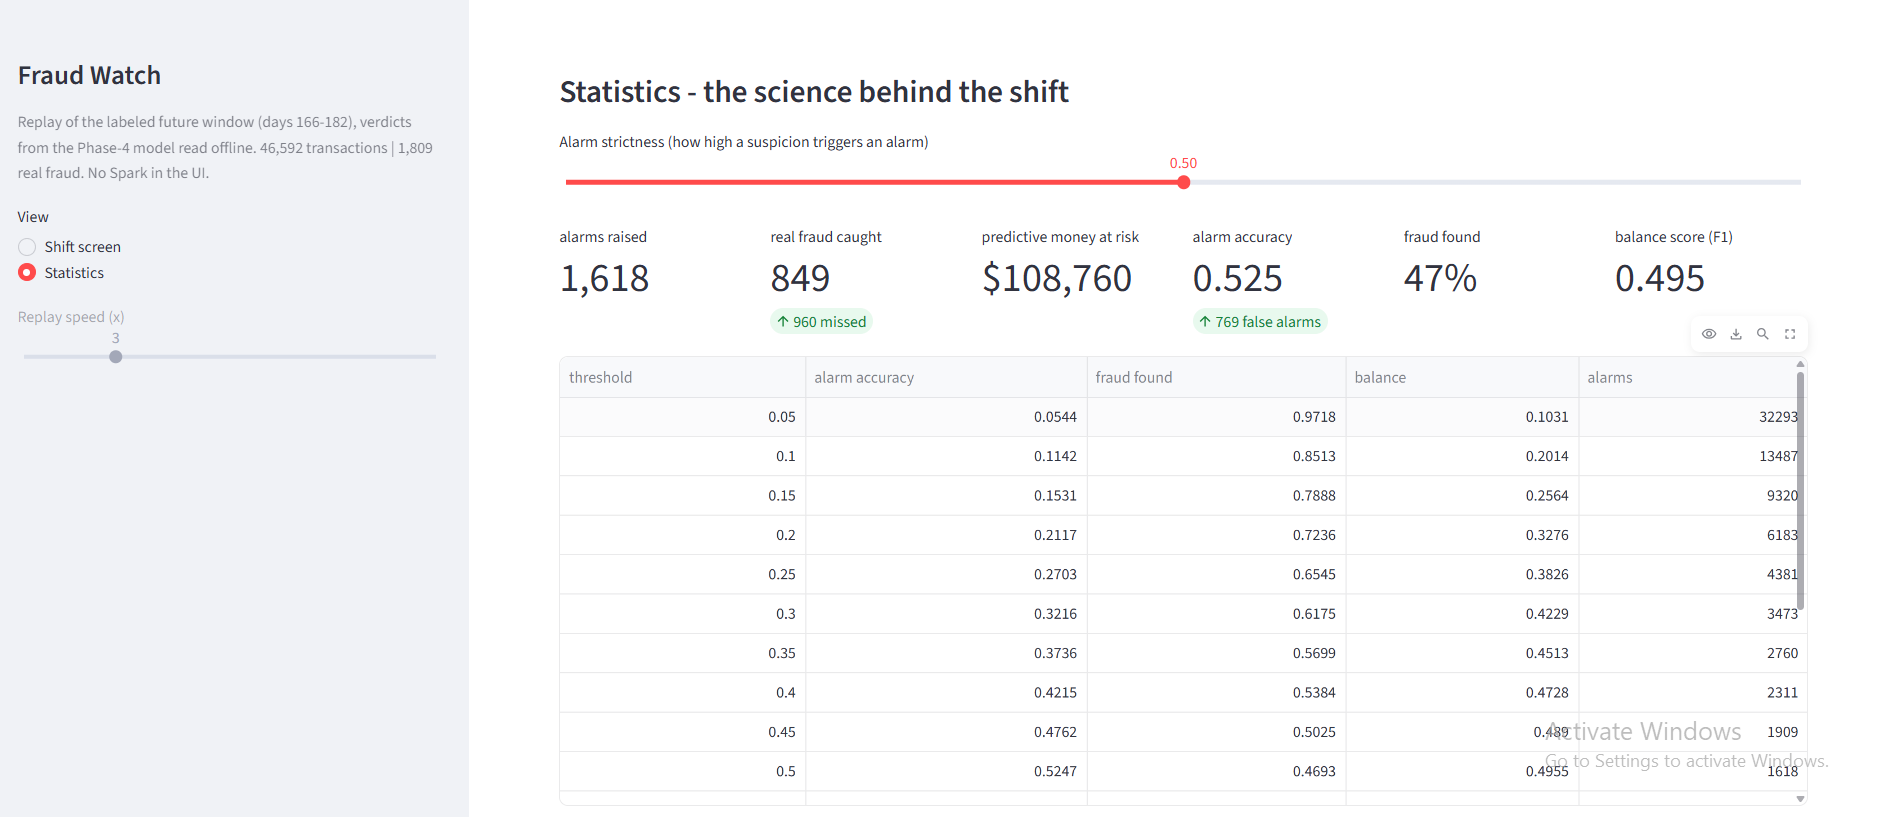 Fraud Watch
Replay of the labeled future window (days 166-182), verdicts
from the Phase-4 model read offline. 46,592 transactions | 1,809
real fraud. No Spark in the UI.
View
Shift screen
Statistics
Replay speed (x)
3
Statistics - the science behind the shift
Alarm strictness (how high a suspicion triggers an alarm)
0.50
alarms raised real fraud caught predictive money at risk alarm accuracy fraud found balance score (F1)
1,618 849 $108,760 0.525 47% 0.495
↑ 960 missed ↑ 769 false alarms
threshold alarm accuracy fraud found balance alarms
0.05 0.0544 0.9718 0.1031 32293
0.1 0.1142 0.8513 0.2014 13487
0.15 0.1531 0.7888 0.2564 9320
0.2 0.2117 0.7236 0.3276 6183
0.25 0.2703 0.6545 0.3826 4381
0.3 0.3216 0.6175 0.4229 3473
0.35 0.3736 0.5699 0.4513 2760
0.4 0.4215 0.5384 0.4728 2311
0.45 0.4762 0.5025 0.489 1909
0.5 0.5247 0.4693 0.4955 1618
Activate Windows
Go to Settings to activate Windows.